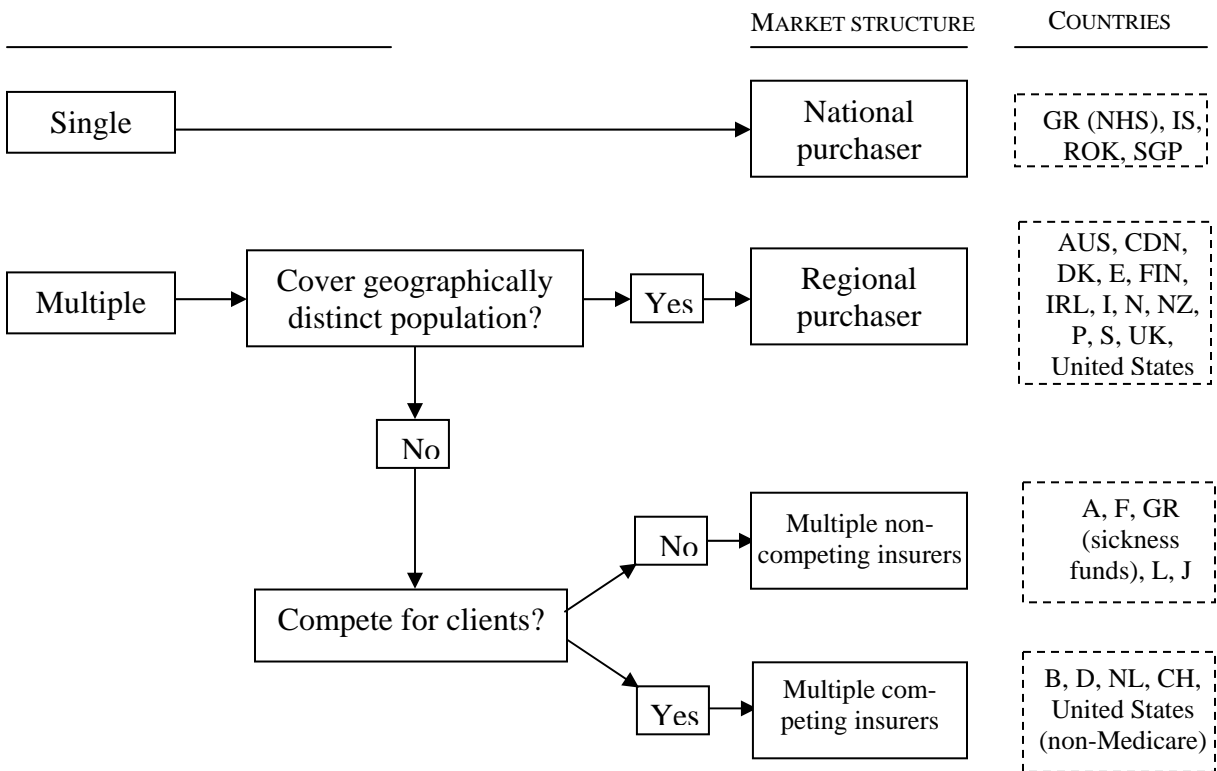 MARKET STRUCTURE
COUNTRIES
Single
National
purchaser
GR (NHS), IS,
ROK, SGP
Multiple
Cover geographically
distinct population?
Yes
Regional
purchaser
AUS, CDN,
DK, E, FIN,
IRL, I, N, NZ,
P, S, UK,
United States
No
No
Multiple non-
competing insurers
A, F, GR
(sickness
funds), L, J
Compete for clients?
Yes
Multiple com-
peting insurers
B, D, NL, CH,
United States
(non-Medicare)